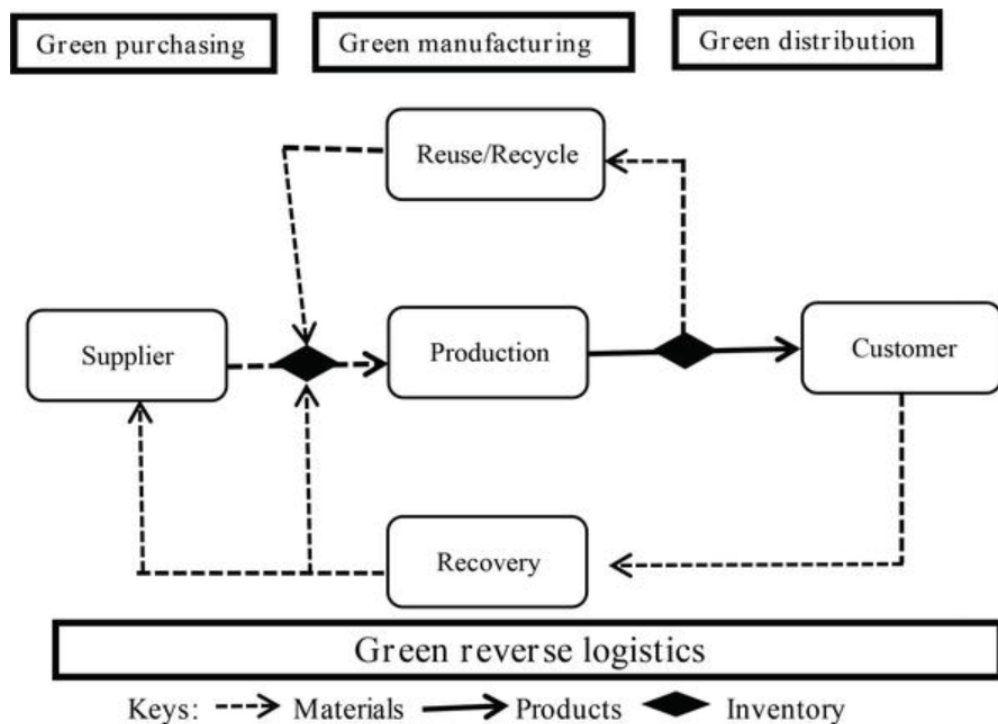 Green purchasing
Green manufacturing
Green distribution
Reuse/Recycle
Supplier
Production
Customer
Recovery
Green reverse logistics
Keys: Materials Products Inventory